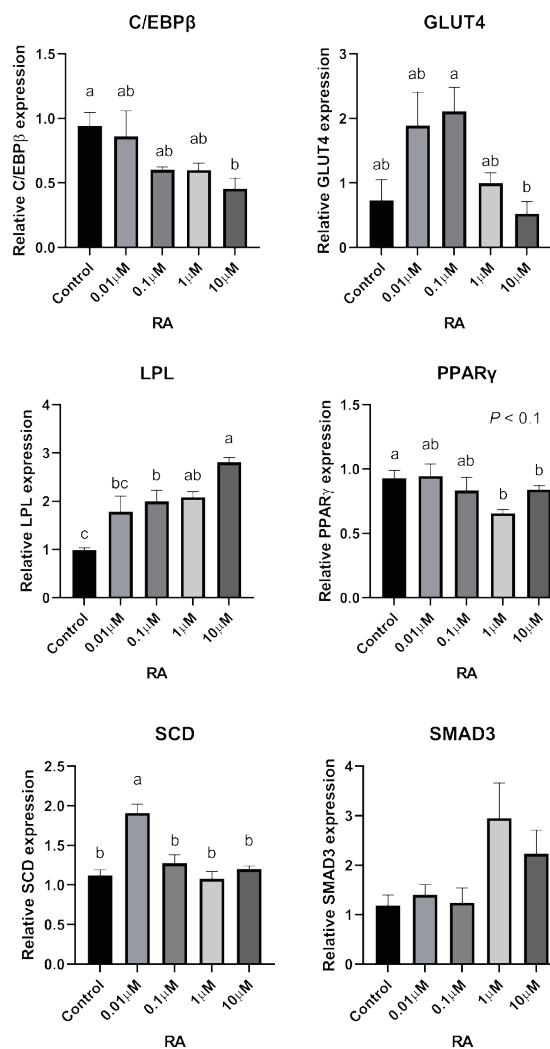 C/EBPβ
Relative C/EBPβ expression
1.5
1.0
0.5
0.0
a
ab
ab
ab
b
Control
0.01μM
0.1μM
1μM
10μM
RA
GLUT4
Relative GLUT4 expression
3
2
1
0
ab
ab
a
ab
b
Control
0.01μM
0.1μM
1μM
10μM
RA
LPL
Relative LPL expression
4
3
2
1
0
c
bc
b
ab
a
Control
0.01μM
0.1μM
1μM
10μM
RA
PPARγ
Relative PPARγ expression
1.5
1.0
0.5
0.0
P < 0.1
a
ab
ab
b
b
Control
0.01μM
0.1μM
1μM
10μM
RA
SCD
Relative SCD expression
2.5
2.0
1.5
1.0
0.5
0.0
b
a
b
b
b
Control
0.01μM
0.1μM
1μM
10μM
RA
SMAD3
Relative SMAD3 expression
4
3
2
1
0
Control
0.01μM
0.1μM
1μM
10μM
RA